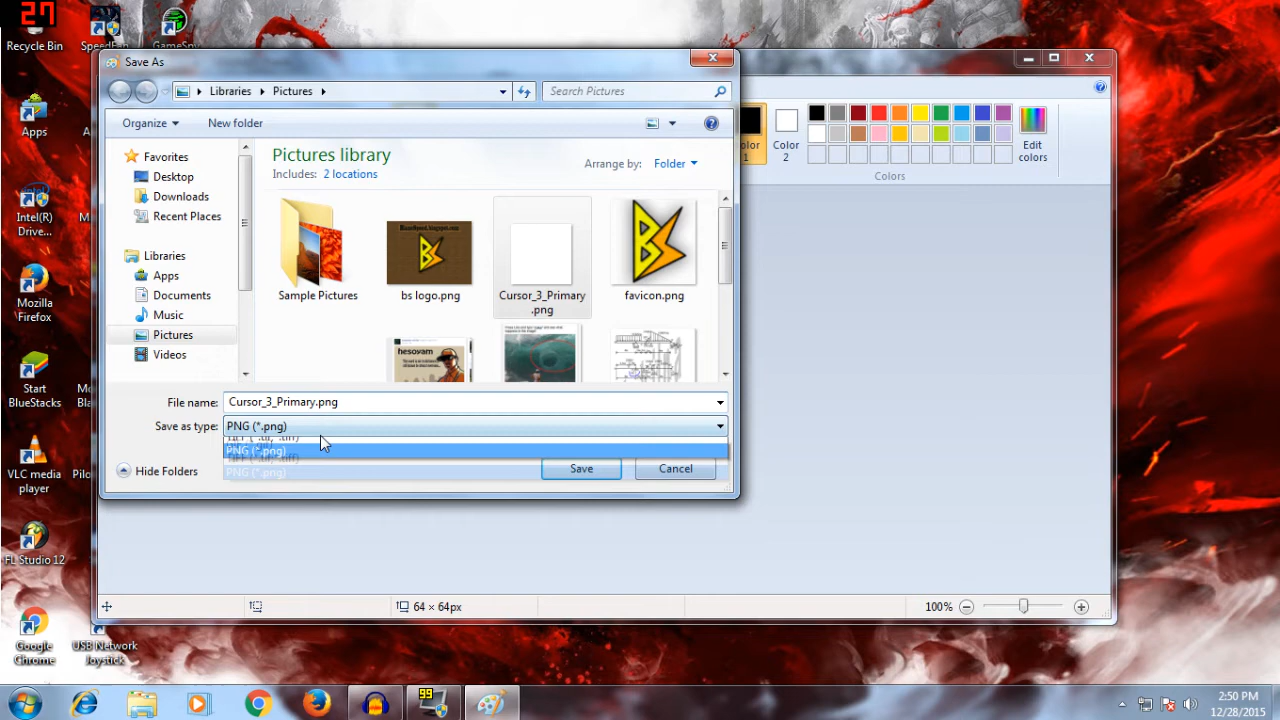 27
Recycle Bin
SpeedFan
GameSpy
Apps
Intel(R)
Drive...
Mozilla
Firefox
Start
BlueStacks
VLC media
player
FL Studio 12
Google
Chrome
USB Network
Joystick
Save As
Libraries
Pictures
Search Pictures
Organize
New folder
Favorites
Desktop
Downloads
Recent Places
Libraries
Apps
Documents
Music
Pictures
Videos
Pictures library
Includes: 2 locations
Arrange by: Folder
Sample Pictures
bs logo.png
Cursor_3_Primary
.png
favicon.png
hesoyam
File name: Cursor_3_Primary.png
Save as type: PNG (*.png)
PNG (*.png)
PNG (*.png)
Hide Folders
Save
Cancel
olor
1
Color
2
Edit
colors
Colors
64 × 64px
100%
99
2:50 PM
12/28/2015